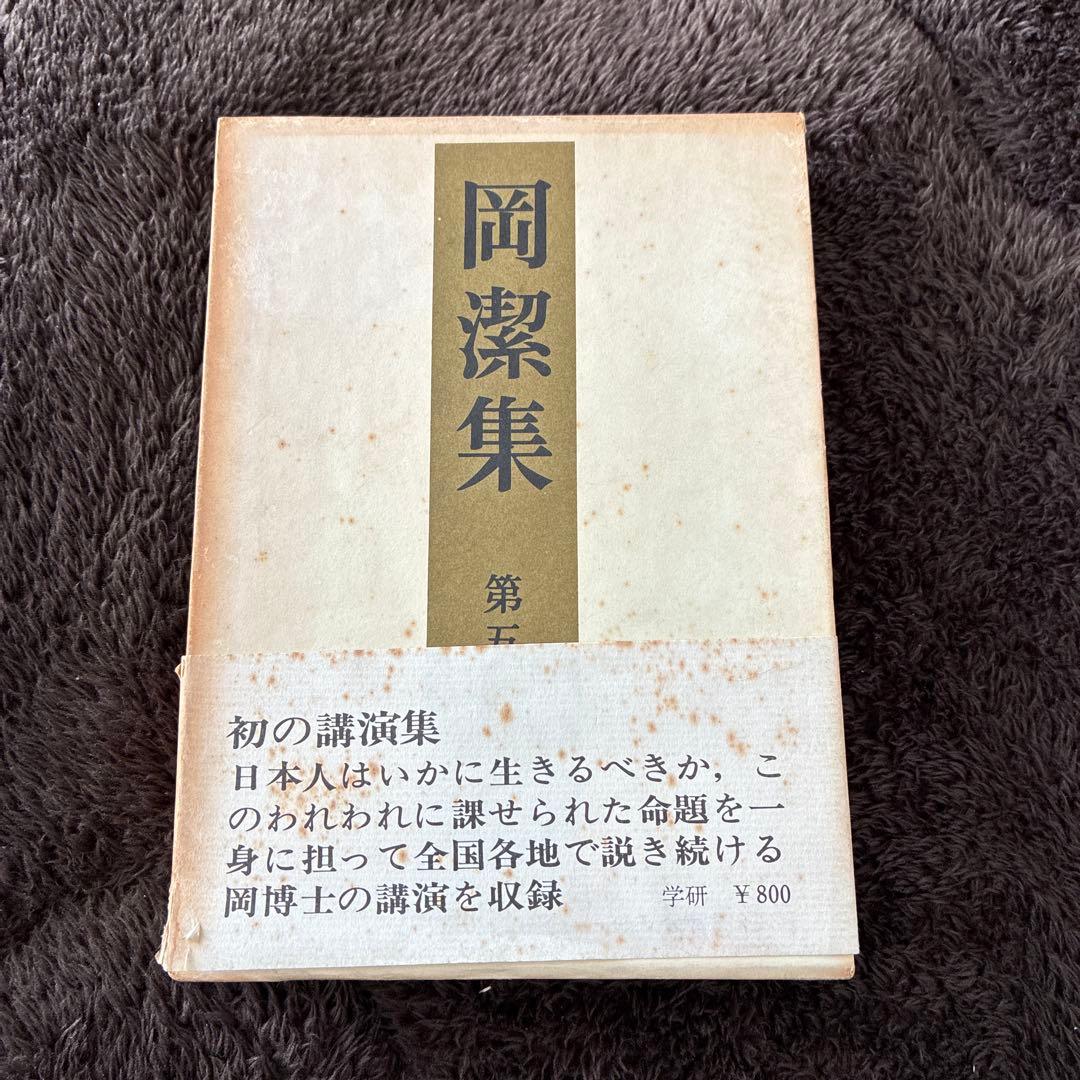 岡潔集
第五
初の講演集
日本人はいかに生きるべきか，こ
のわれわれに課せられた命題を一
身に担って全国各地で説き続ける
岡博士の講演を収録
学研 ￥800